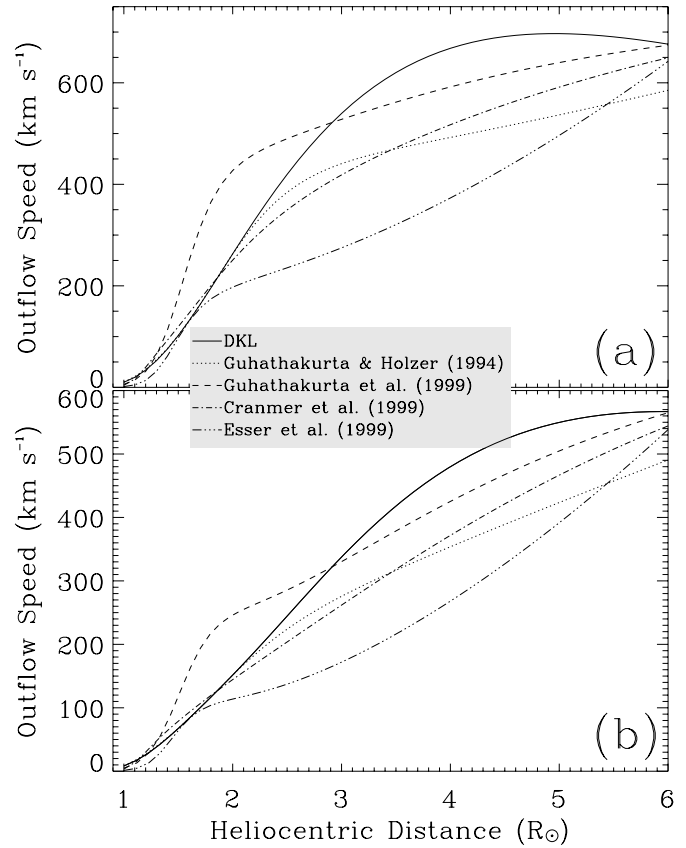 Outflow Speed (km s⁻¹)
600
400
200
0
(a)
DKL
Guhathakurta & Holzer (1994)
Guhathakurta et al. (1999)
Cranmer et al. (1999)
Esser et al. (1999)
Outflow Speed (km s⁻¹)
600
500
400
300
200
100
0
(b)
1 2 3 4 5 6
Heliocentric Distance (R☉)